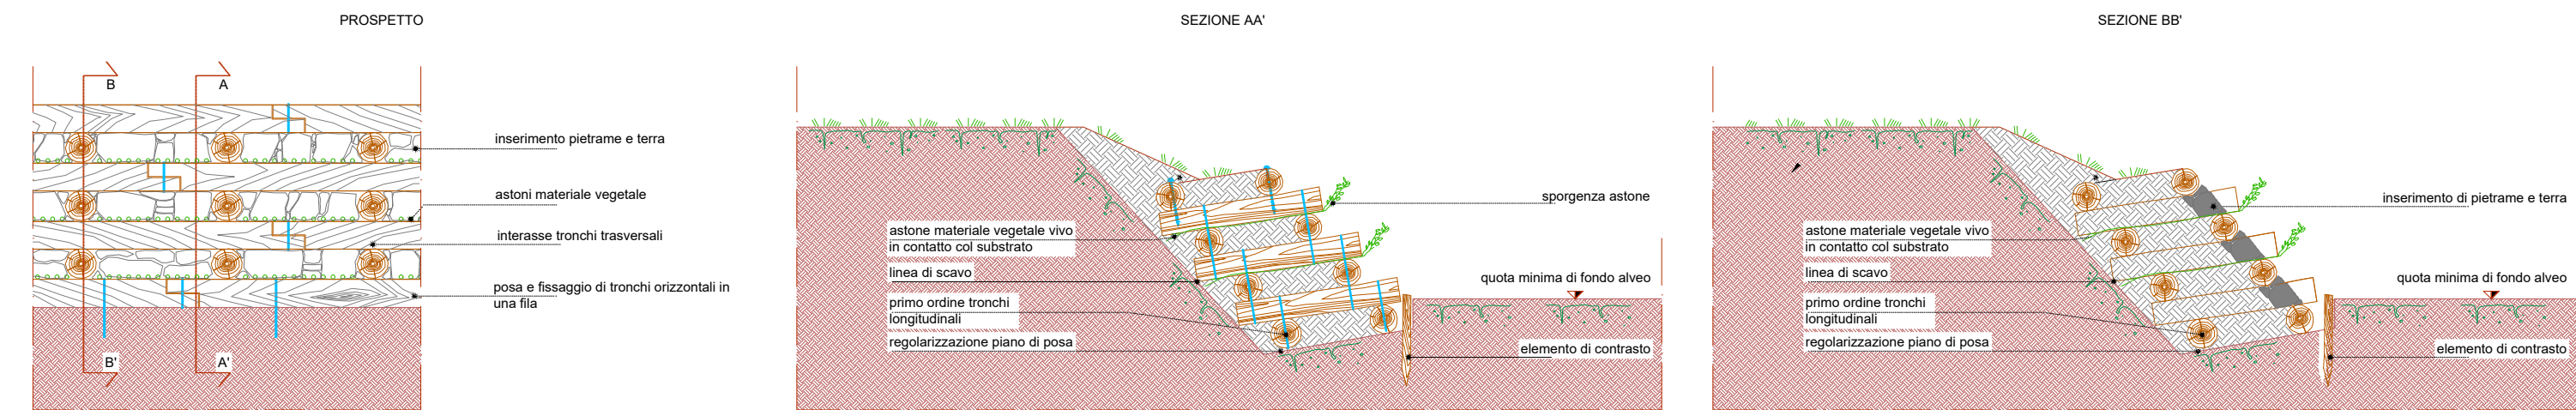 PROSPETTO
B
A
inserimento pietrame e terra
astoni materiale vegetale
interasse tronchi trasversali
posa e fissaggio di tronchi orizzontali in
una fila
B'
A'
SEZIONE AA'
sporgenza astone
astone materiale vegetale vivo
in contatto col substrato
linea di scavo
quota minima di fondo alveo
primo ordine tronchi
longitudinali
regolarizzazione piano di posa
elemento di contrasto
SEZIONE BB'
inserimento di pietrame e terra
astone materiale vegetale vivo
in contatto col substrato
linea di scavo
quota minima di fondo alveo
primo ordine tronchi
longitudinali
regolarizzazione piano di posa
elemento di contrasto